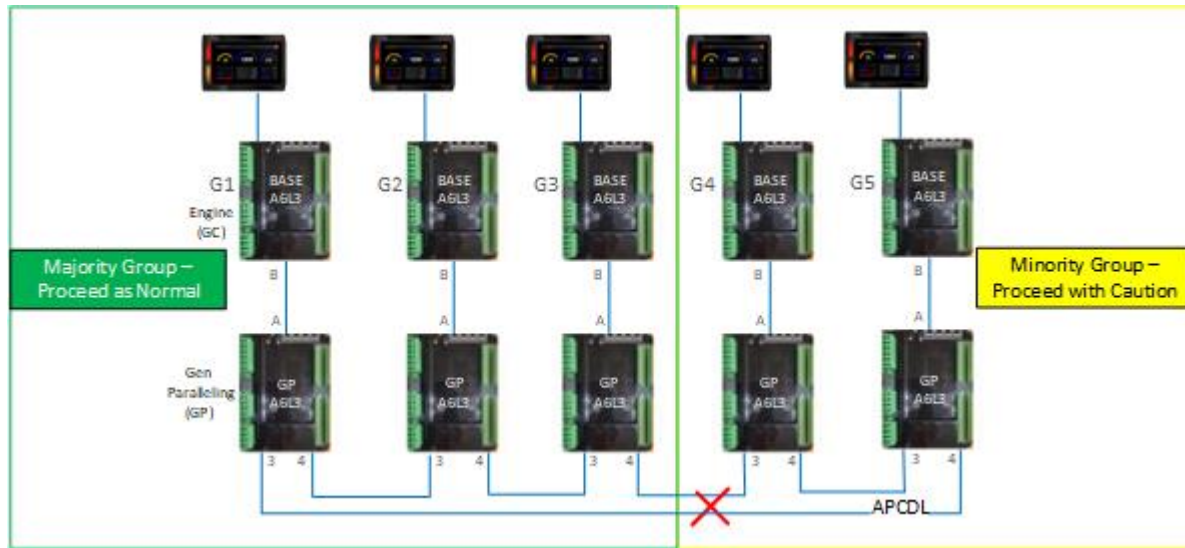 G1
G2
G3
G4
G5
BASE
A6L3
BASE
A6L3
BASE
A6L3
BASE
A6L3
BASE
A6L3
Engine
(GC)
Majority Group –
Proceed as Normal
Minority Group –
Proceed with Caution
B
B
B
B
B
A
A
A
A
A
Gen
Paralleling
(GP)
GP
A6L3
GP
A6L3
GP
A6L3
GP
A6L3
GP
A6L3
3 4
3 4
3 4
3 4
3 4
APCDL